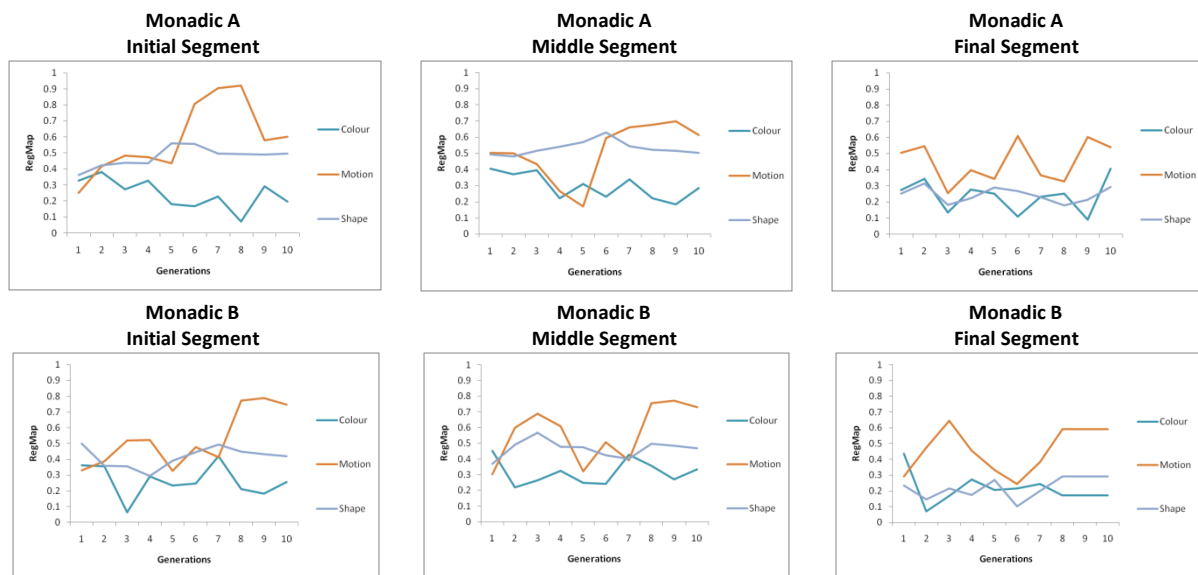 Monadic A
Initial Segment
1
0.9
0.8
0.7
0.6
0.5
0.4
0.3
0.2
0.1
0
RegMap
1 2 3 4 5 6 7 8 9 10
Generations
Colour
Motion
Shape
Monadic A
Middle Segment
1
0.9
0.8
0.7
0.6
0.5
0.4
0.3
0.2
0.1
0
RegMap
1 2 3 4 5 6 7 8 9 10
Generations
Colour
Motion
Shape
Monadic A
Final Segment
1
0.9
0.8
0.7
0.6
0.5
0.4
0.3
0.2
0.1
0
RegMap
1 2 3 4 5 6 7 8 9 10
Generations
Colour
Motion
Shape
Monadic B
Initial Segment
1
0.9
0.8
0.7
0.6
0.5
0.4
0.3
0.2
0.1
0
RegMap
1 2 3 4 5 6 7 8 9 10
Generations
Colour
Motion
Shape
Monadic B
Middle Segment
1
0.9
0.8
0.7
0.6
0.5
0.4
0.3
0.2
0.1
0
RegMap
1 2 3 4 5 6 7 8 9 10
Generations
Colour
Motion
Shape
Monadic B
Final Segment
1
0.9
0.8
0.7
0.6
0.5
0.4
0.3
0.2
0.1
0
RegMap
1 2 3 4 5 6 7 8 9 10
Generations
Colour
Motion
Shape